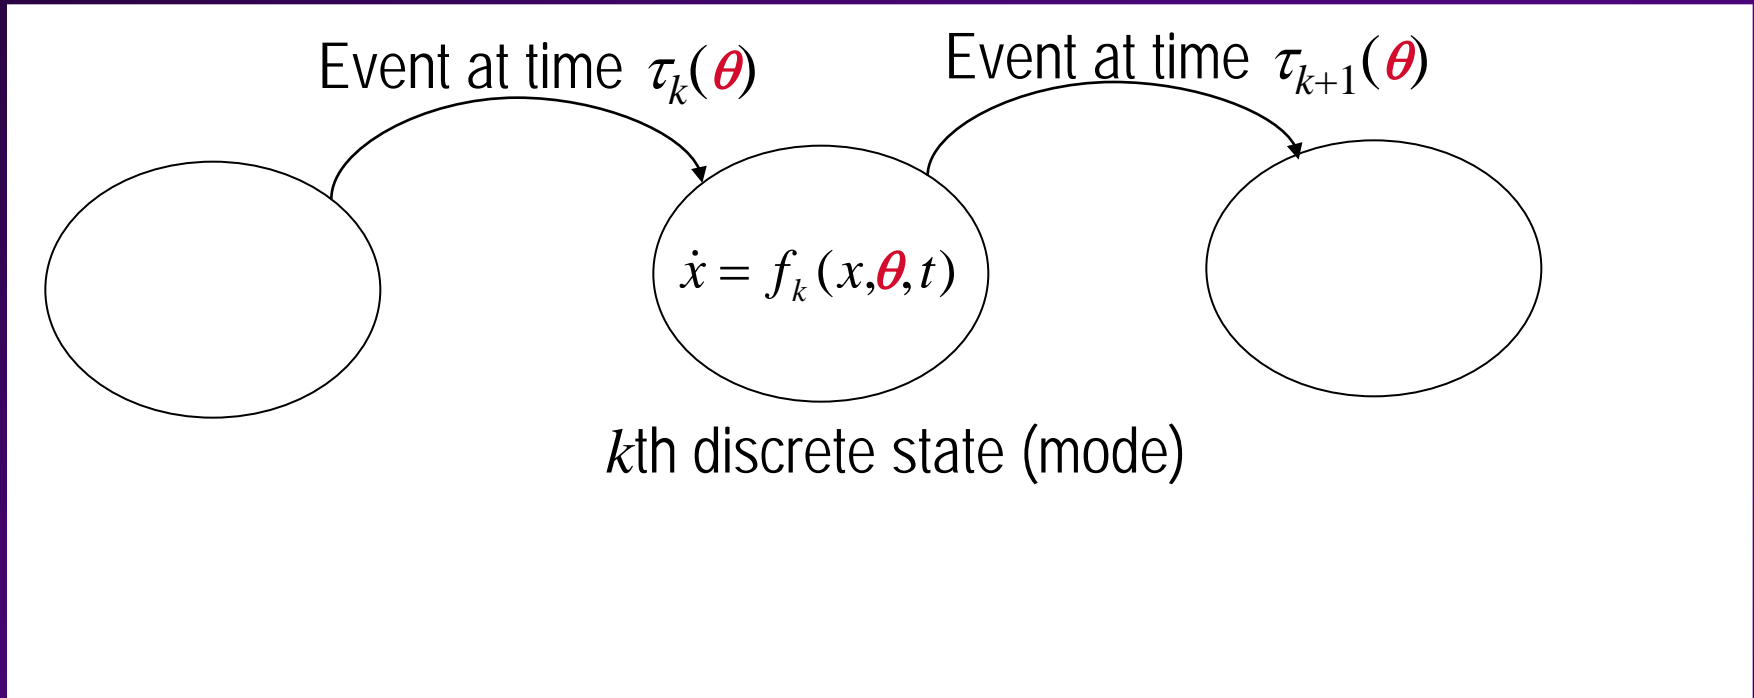 Event at time τₖ(θ)
Event at time τₖ₊₁(θ)
ẋ = fₖ(x,θ,t)
kth discrete state (mode)